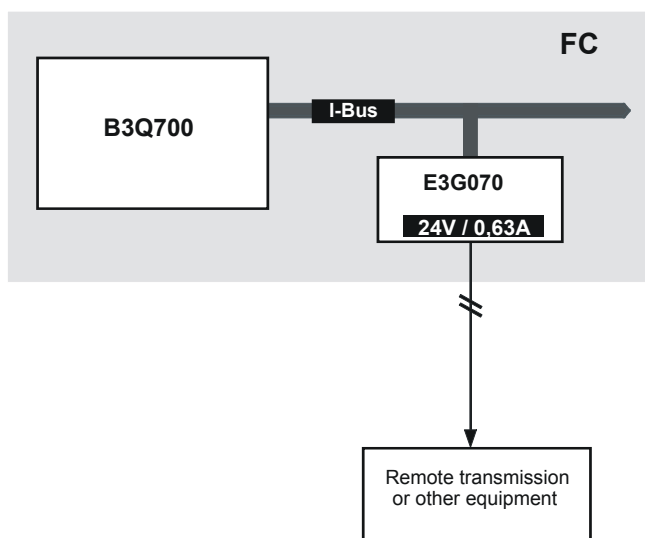 FC
B3Q700
I-Bus
E3G070
24V / 0,63A
Remote transmission
or other equipment